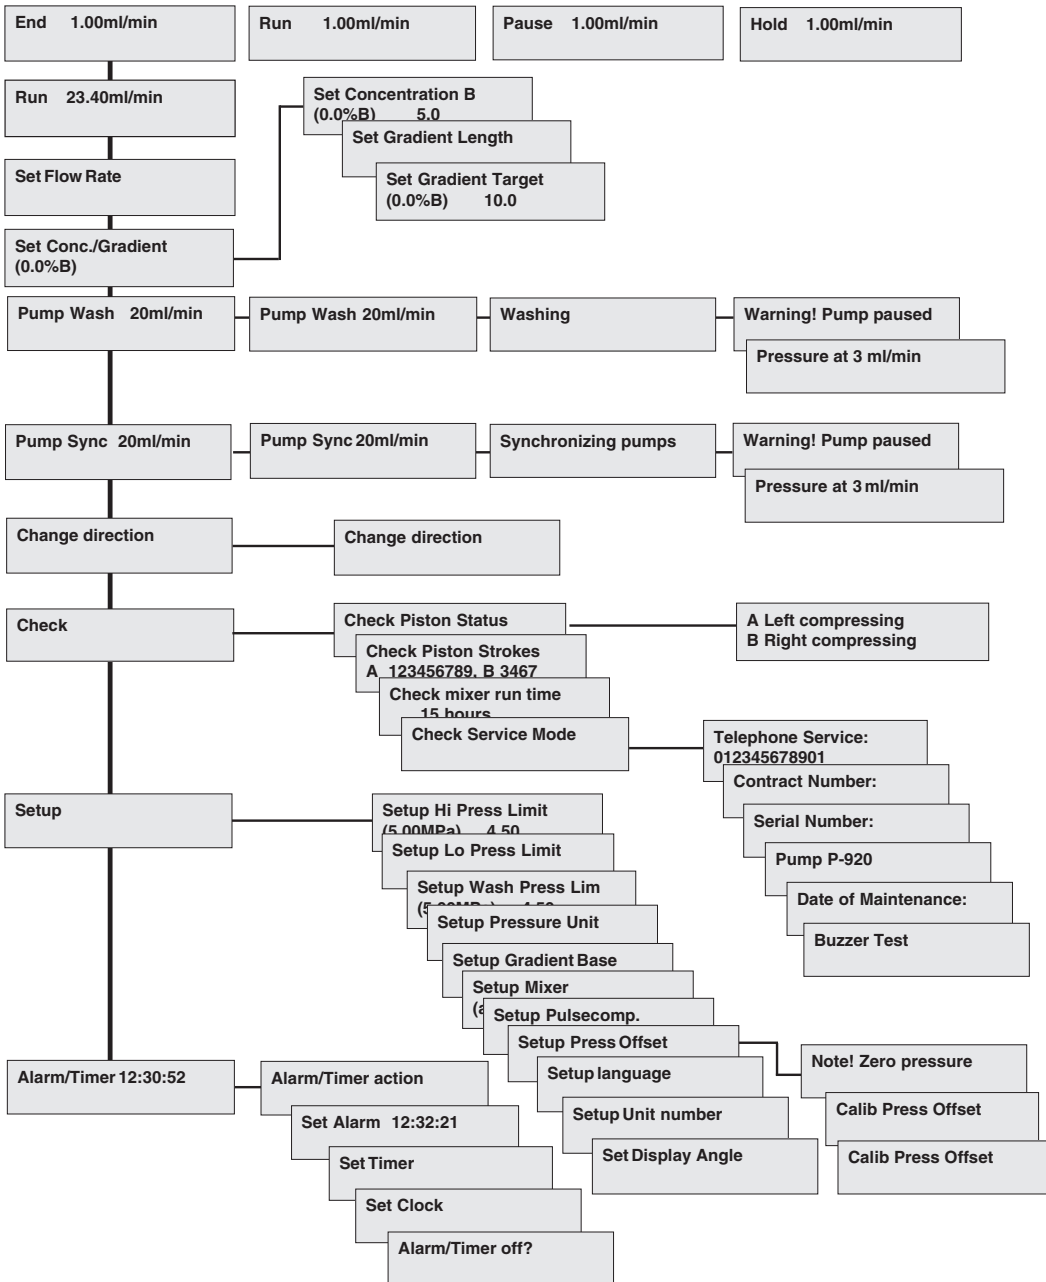 End 1.00ml/min
Run 1.00ml/min
Pause 1.00ml/min
Hold 1.00ml/min
Run 23.40ml/min
Set Concentration B
(0.0%B) 5.0
Set Gradient Length
Set Gradient Target
(0.0%B) 10.0
Set Flow Rate
Set Conc./Gradient
(0.0%B)
Pump Wash 20ml/min
Pump Wash 20ml/min
Washing
Warning! Pump paused
Pressure at 3 ml/min
Pump Sync 20ml/min
Pump Sync 20ml/min
Synchronizing pumps
Warning! Pump paused
Pressure at 3 ml/min
Change direction
Change direction
Check
Check Piston Status
A Left compressing
B Right compressing
Check Piston Strokes
A 123456789, B 3467
Check mixer run time
15 hours
Check Service Mode
Telephone Service:
012345678901
Contract Number:
Serial Number:
Pump P-920
Date of Maintenance:
Buzzer Test
Setup
Setup Hi Press Limit
(5.00MPa) 4.50
Setup Lo Press Limit
Setup Wash Press Lim
Setup Pressure Unit
Setup Gradient Base
Setup Mixer
Setup Pulsecomp.
Setup Press Offset
Note! Zero pressure
Calib Press Offset
Calib Press Offset
Setup language
Setup Unit number
Set Display Angle
Alarm/Timer 12:30:52
Alarm/Timer action
Set Alarm 12:32:21
Set Timer
Set Clock
Alarm/Timer off?